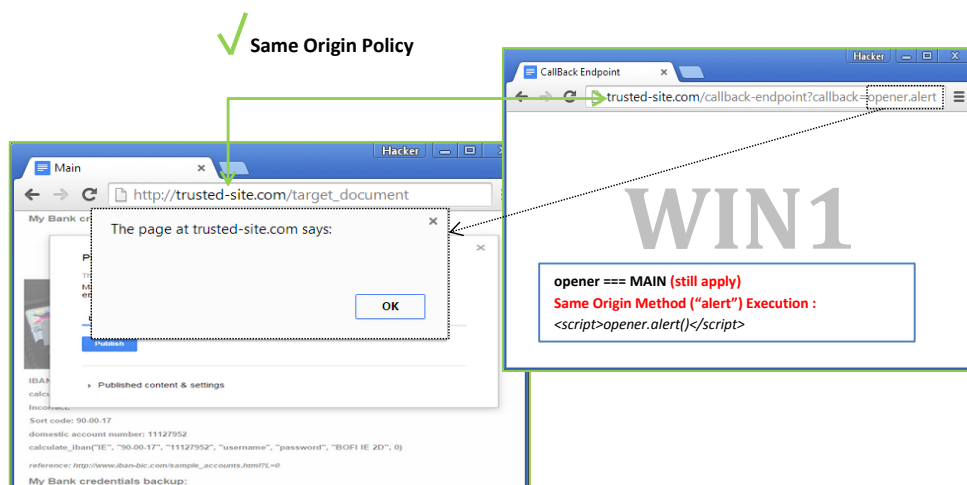 Same Origin Policy
Hacker
CallBack Endpoint
trusted-site.com/callback-endpoint?callback=opener.alert
WIN1
opener === MAIN (still apply)
Same Origin Method (“alert”) Execution :
<script>opener.alert()</script>
Hacker
Main
http://trusted-site.com/target_document
My Bank cr
The page at trusted-site.com says:
OK
Publish
Published content & settings
IBAN
calcu
Incorrect:
Sort code: 90-00-17
domestic account number: 11127952
calculate_iban("IE", "90-00-17", "11127952", "username", "password", "BOFI IE 2D", 0)
reference: http://www.iban-bic.com/sample_accounts.html?L=0
My Bank credentials backup: